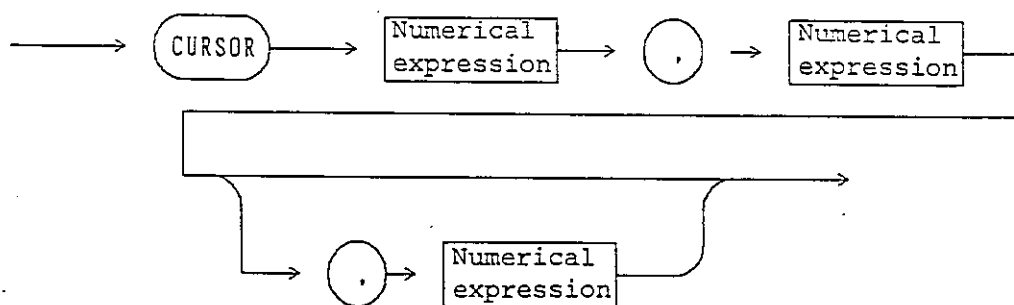 CURSOR
Numerical
expression
,
Numerical
expression
,
Numerical
expression